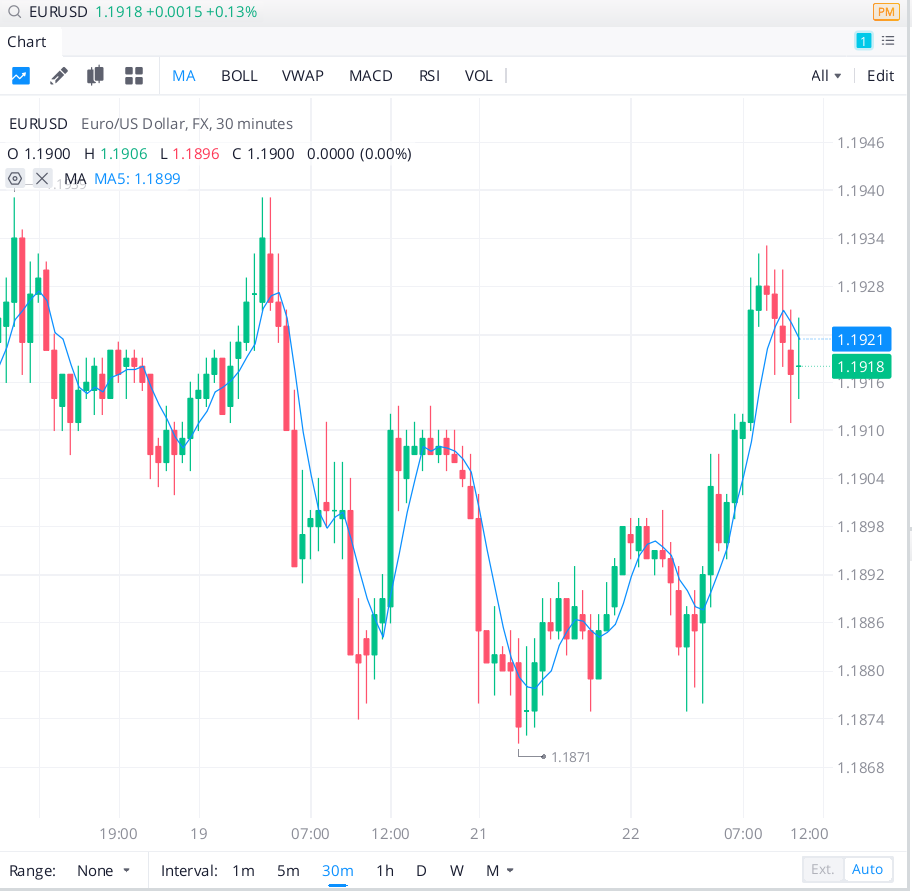 EURUSD 1.1918 +0.0015 +0.13% PM
Chart 1
MA BOLL VWAP MACD RSI VOL All Edit
EURUSD Euro/US Dollar, FX, 30 minutes
O 1.1900 H 1.1906 L 1.1896 C 1.1900 0.0000 (0.00%)
MA MA5: 1.1899
1.1946
1.1940
1.1934
1.1928
1.1921
1.1918
1.1916
1.1910
1.1904
1.1898
1.1892
1.1886
1.1880
1.1874
1.1871
1.1868
19:00 19 07:00 12:00 21 22 07:00 12:00
Range: None Interval: 1m 5m 30m 1h D W M Ext. Auto